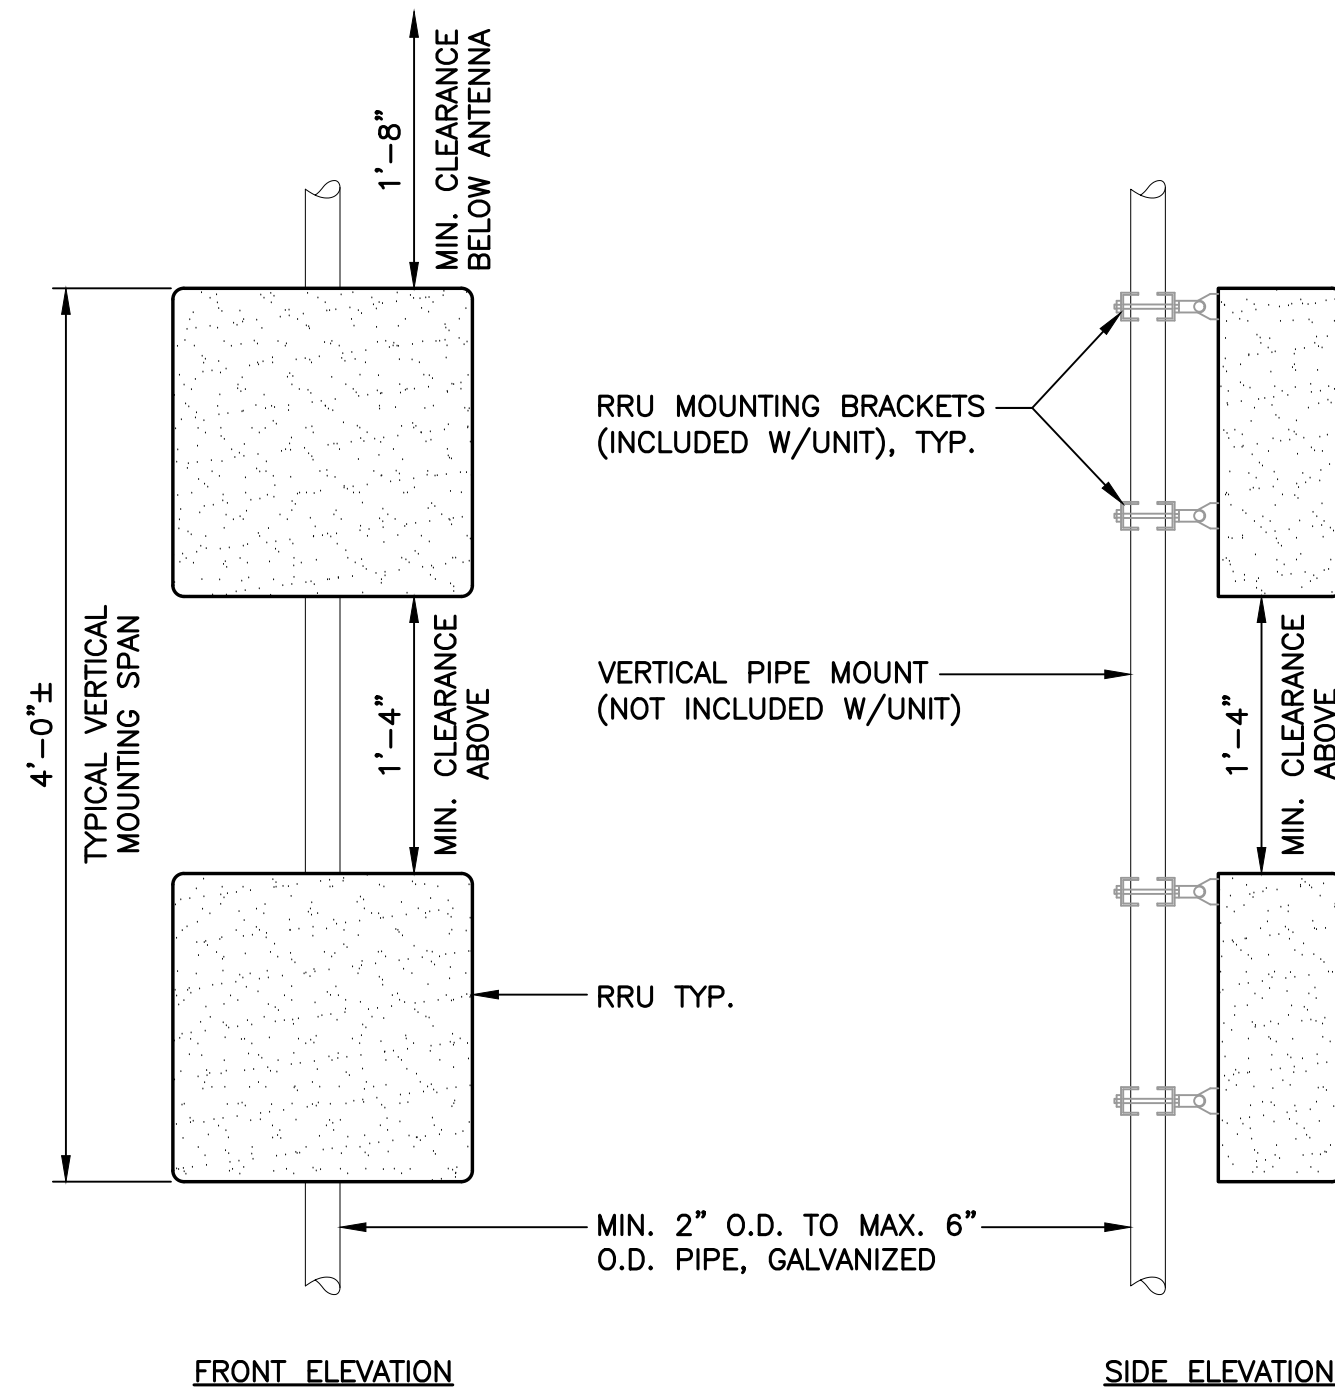 1'-8"
MIN. CLEARANCE
BELOW ANTENNA
RRU MOUNTING BRACKETS
(INCLUDED W/UNIT), TYP.
4'-0"±
TYPICAL VERTICAL
MOUNTING SPAN
1'-4"
MIN. CLEARANCE
ABOVE
VERTICAL PIPE MOUNT
(NOT INCLUDED W/UNIT)
1'-4"
MIN. CLEARANCE
ABOVE
RRU TYP.
MIN. 2" O.D. TO MAX. 6"
O.D. PIPE, GALVANIZED
FRONT ELEVATION
SIDE ELEVATION